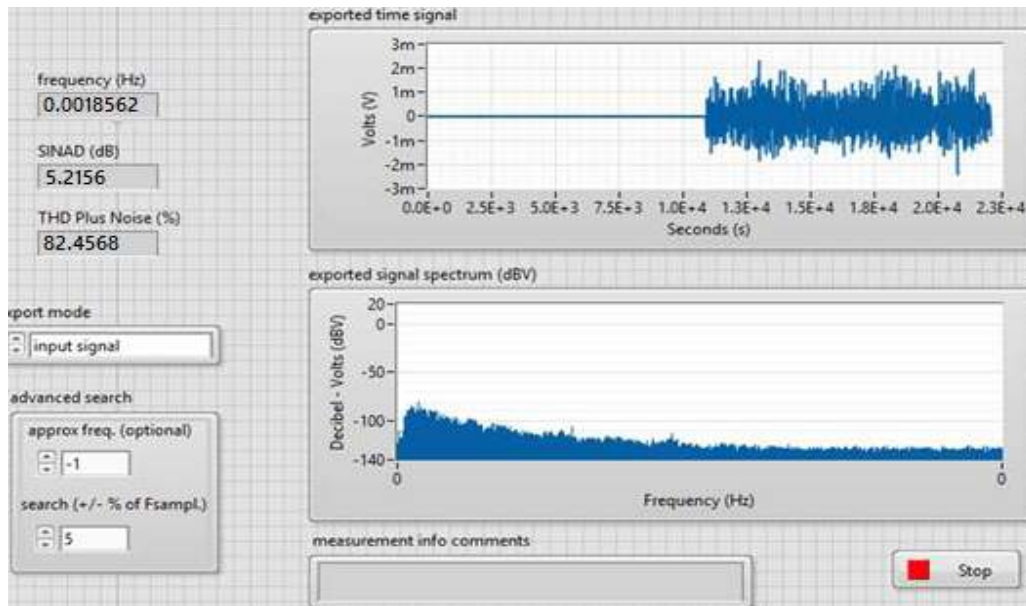 exported time signal
3m
2m
1m
0
-1m
-2m
-3m
Volts (V)
0.0E+0 2.5E+3 5.0E+3 7.5E+3 1.0E+4 1.3E+4 1.5E+4 1.8E+4 2.0E+4 2.3E+4
Seconds (s)
frequency (Hz)
0.0018562
SINAD (dB)
5.2156
THD Plus Noise (%)
82.4568
xport mode
input signal
advanced search
approx freq. (optional)
-1
search (+/- % of Fsampl.)
5
exported signal spectrum (dBV)
20
0
-50
-100
-140
Decibel - Volts (dBV)
0 0
Frequency (Hz)
measurement info comments
Stop